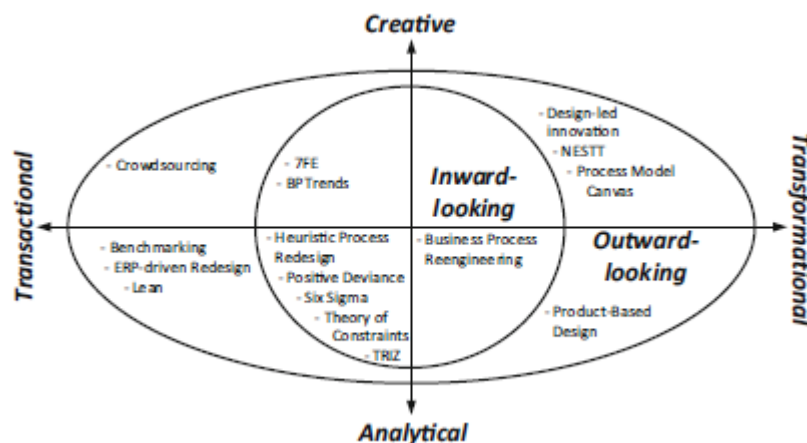 Creative
- Design-led
innovation
- NESTT
- Process Model
Canvas
- Crowdsourcing
- 7FE
- BPTrends
Inward-
looking
Transactional
Transformational
- Benchmarking
- ERP-driven Redesign
- Lean
- Heuristic Process
Redesign
- Positive Deviance
- Six Sigma
- Theory of
Constraints
- TRIZ
- Business Process
Reengineering
Outward-
looking
- Product-Based
Design
Analytical